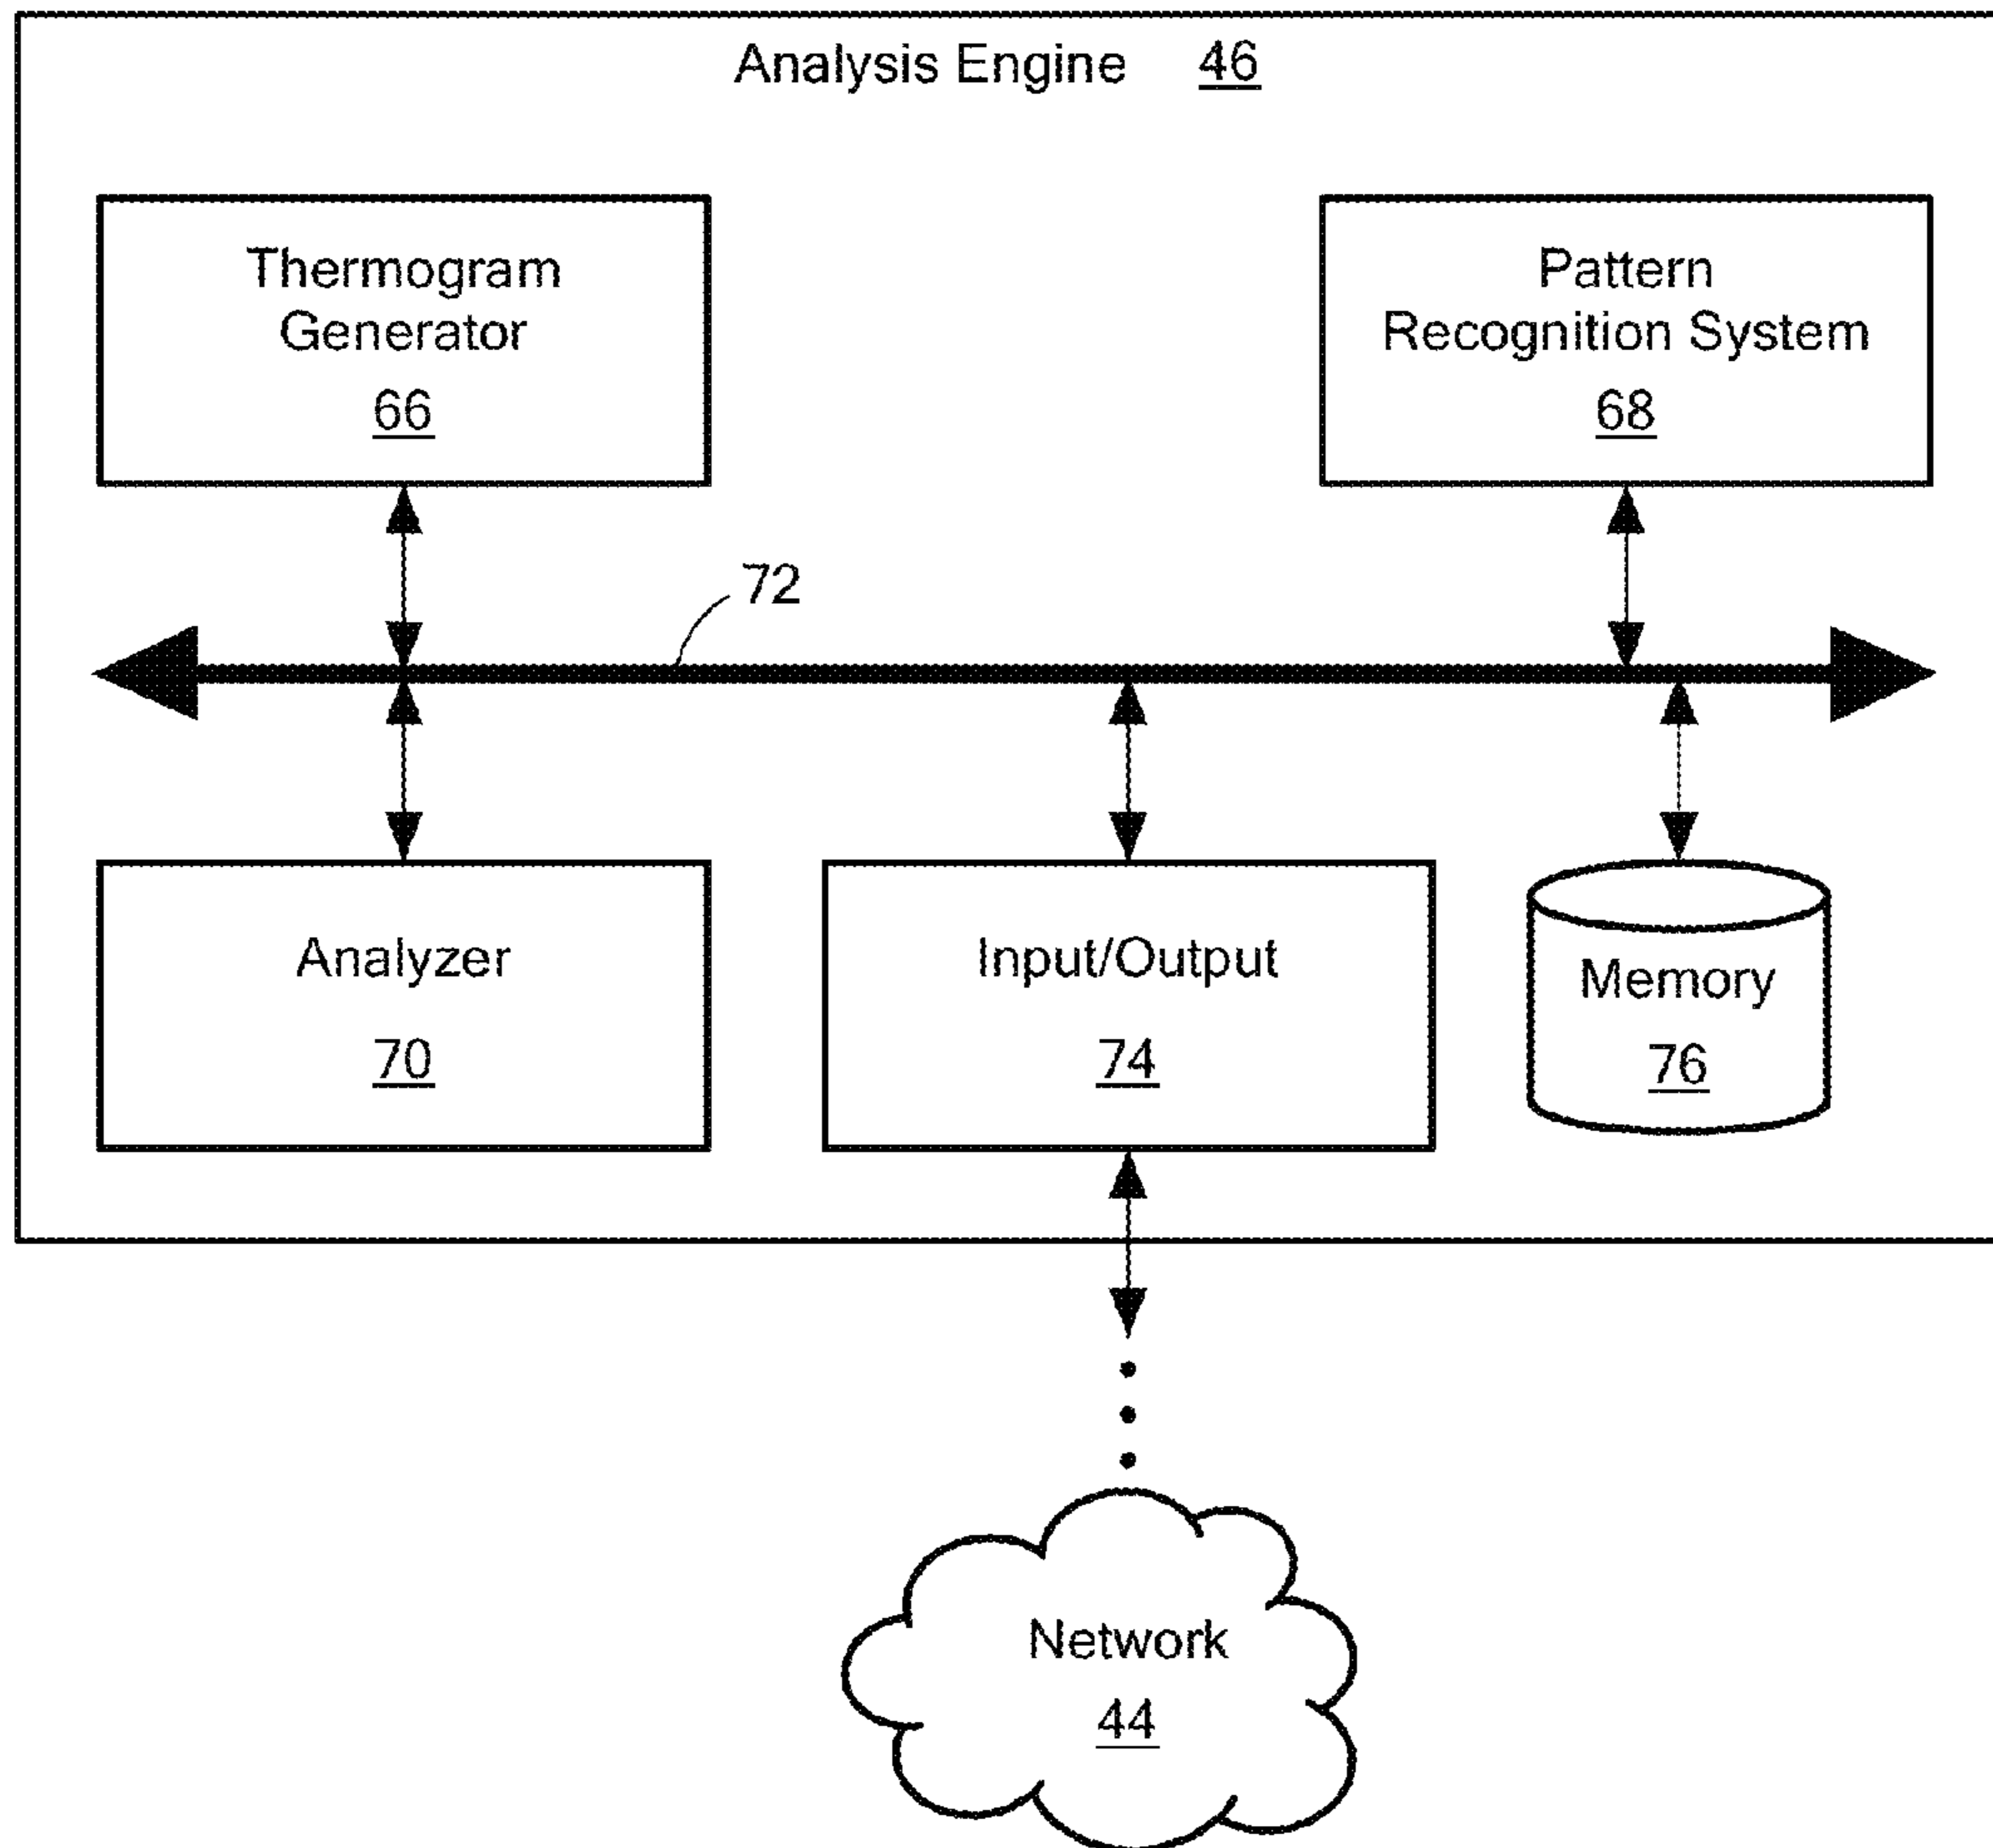 Analysis Engine 46
Thermogram
Generator
66
Pattern
Recognition System
68
72
Analyzer
70
Input/Output
74
Memory
76
Network
44